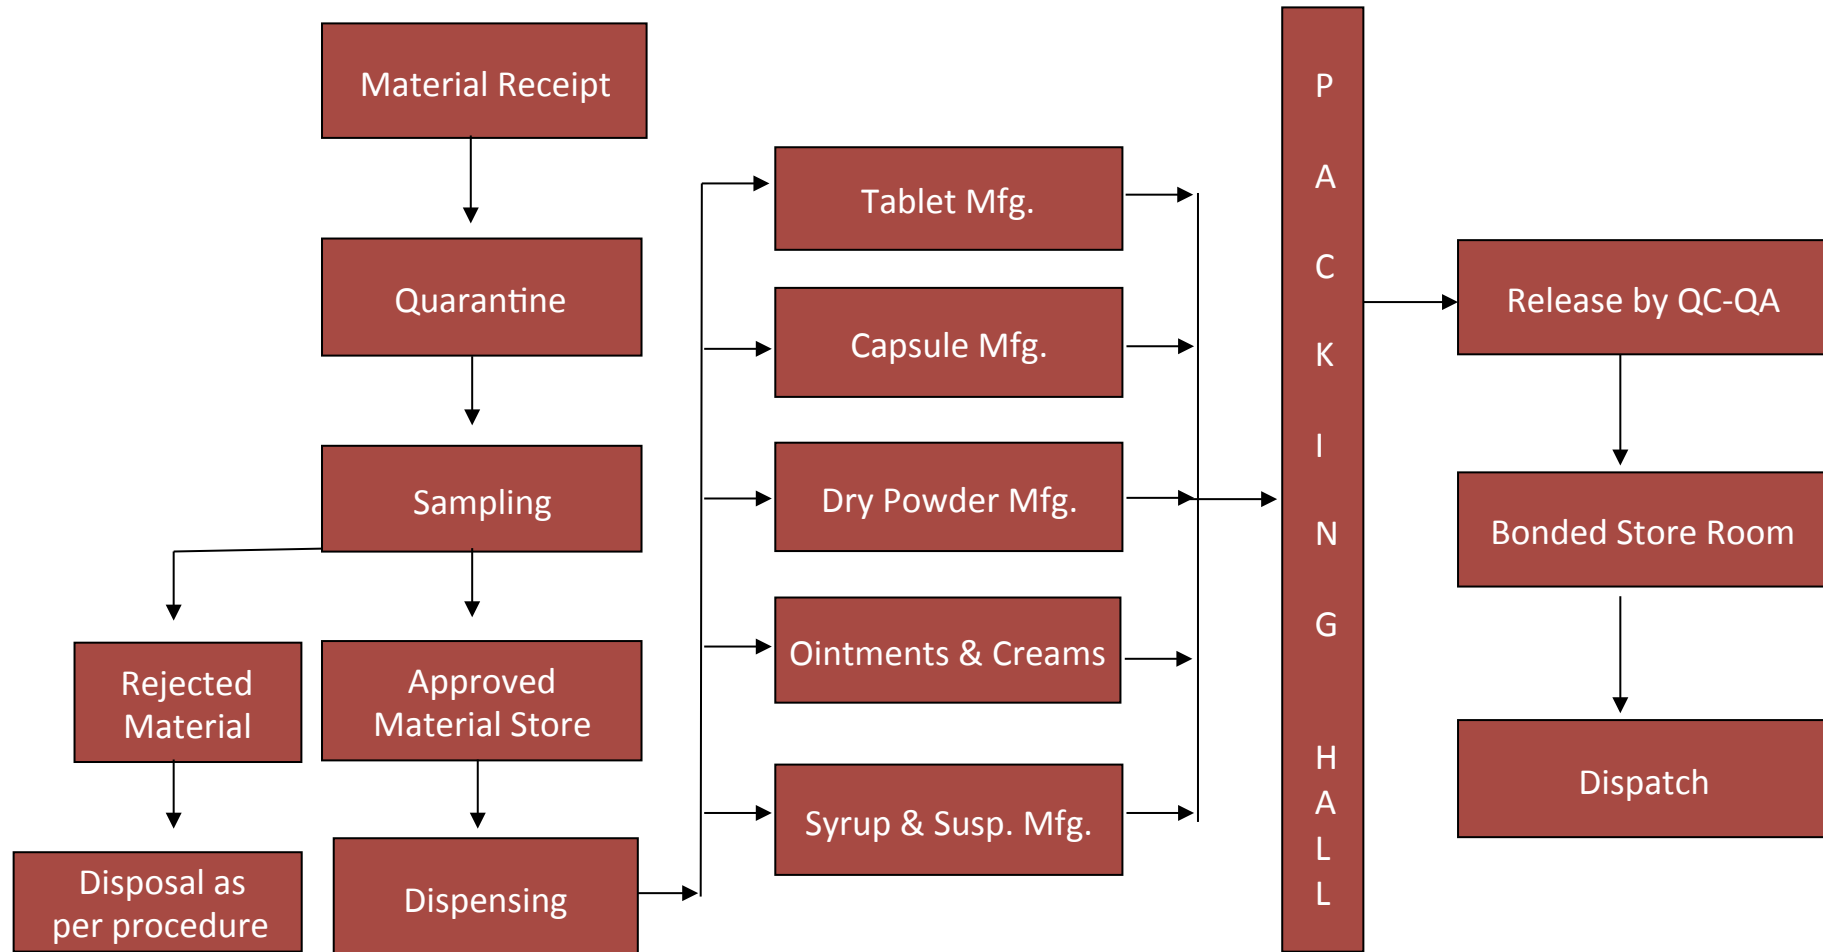 Material Receipt
Quarantine
Sampling
Rejected
Material
Approved
Material Store
Disposal as
per procedure
Dispensing
Tablet Mfg.
Capsule Mfg.
Dry Powder Mfg.
Ointments & Creams
Syrup & Susp. Mfg.
P
A
C
K
I
N
G
H
A
L
L
Release by QC-QA
Bonded Store Room
Dispatch